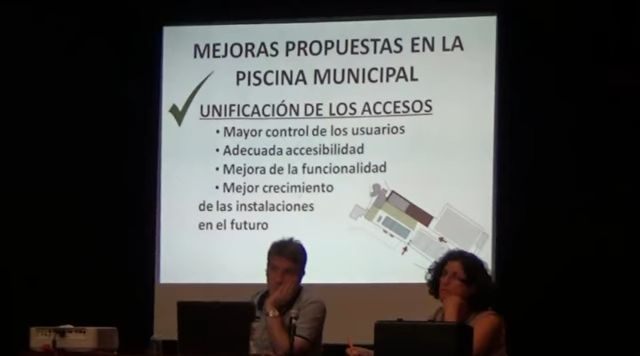 MEJORAS PROPUESTAS EN LA
PISCINA MUNICIPAL
UNIFICACIÓN DE LOS ACCESOS
• Mayor control de los usuarios
• Adecuada accesibilidad
• Mejora de la funcionalidad
• Mejor crecimiento
de las instalaciones
en el futuro